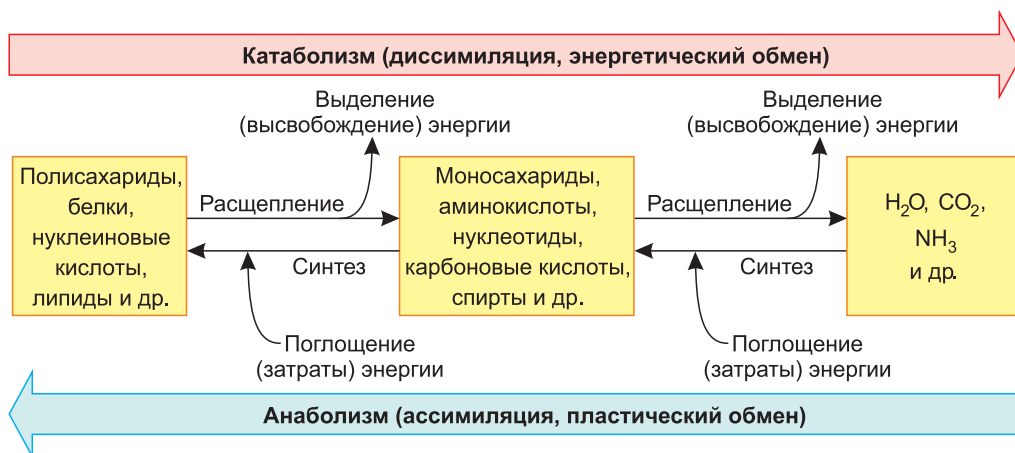 Катаболизм (диссимиляция, энергетический обмен)
Выделение
(высвобождение) энергии
Выделение
(высвобождение) энергии
Полисахариды,
белки,
нуклеиновые
кислоты,
липиды и др.
Расщепление
Синтез
Моносахариды,
аминокислоты,
нуклеотиды,
карбоновые кислоты,
спирты и др.
Расщепление
Синтез
H₂O, CO₂,
NH₃
и др.
Поглощение
(затраты) энергии
Поглощение
(затраты) энергии
Анаболизм (ассимиляция, пластический обмен)